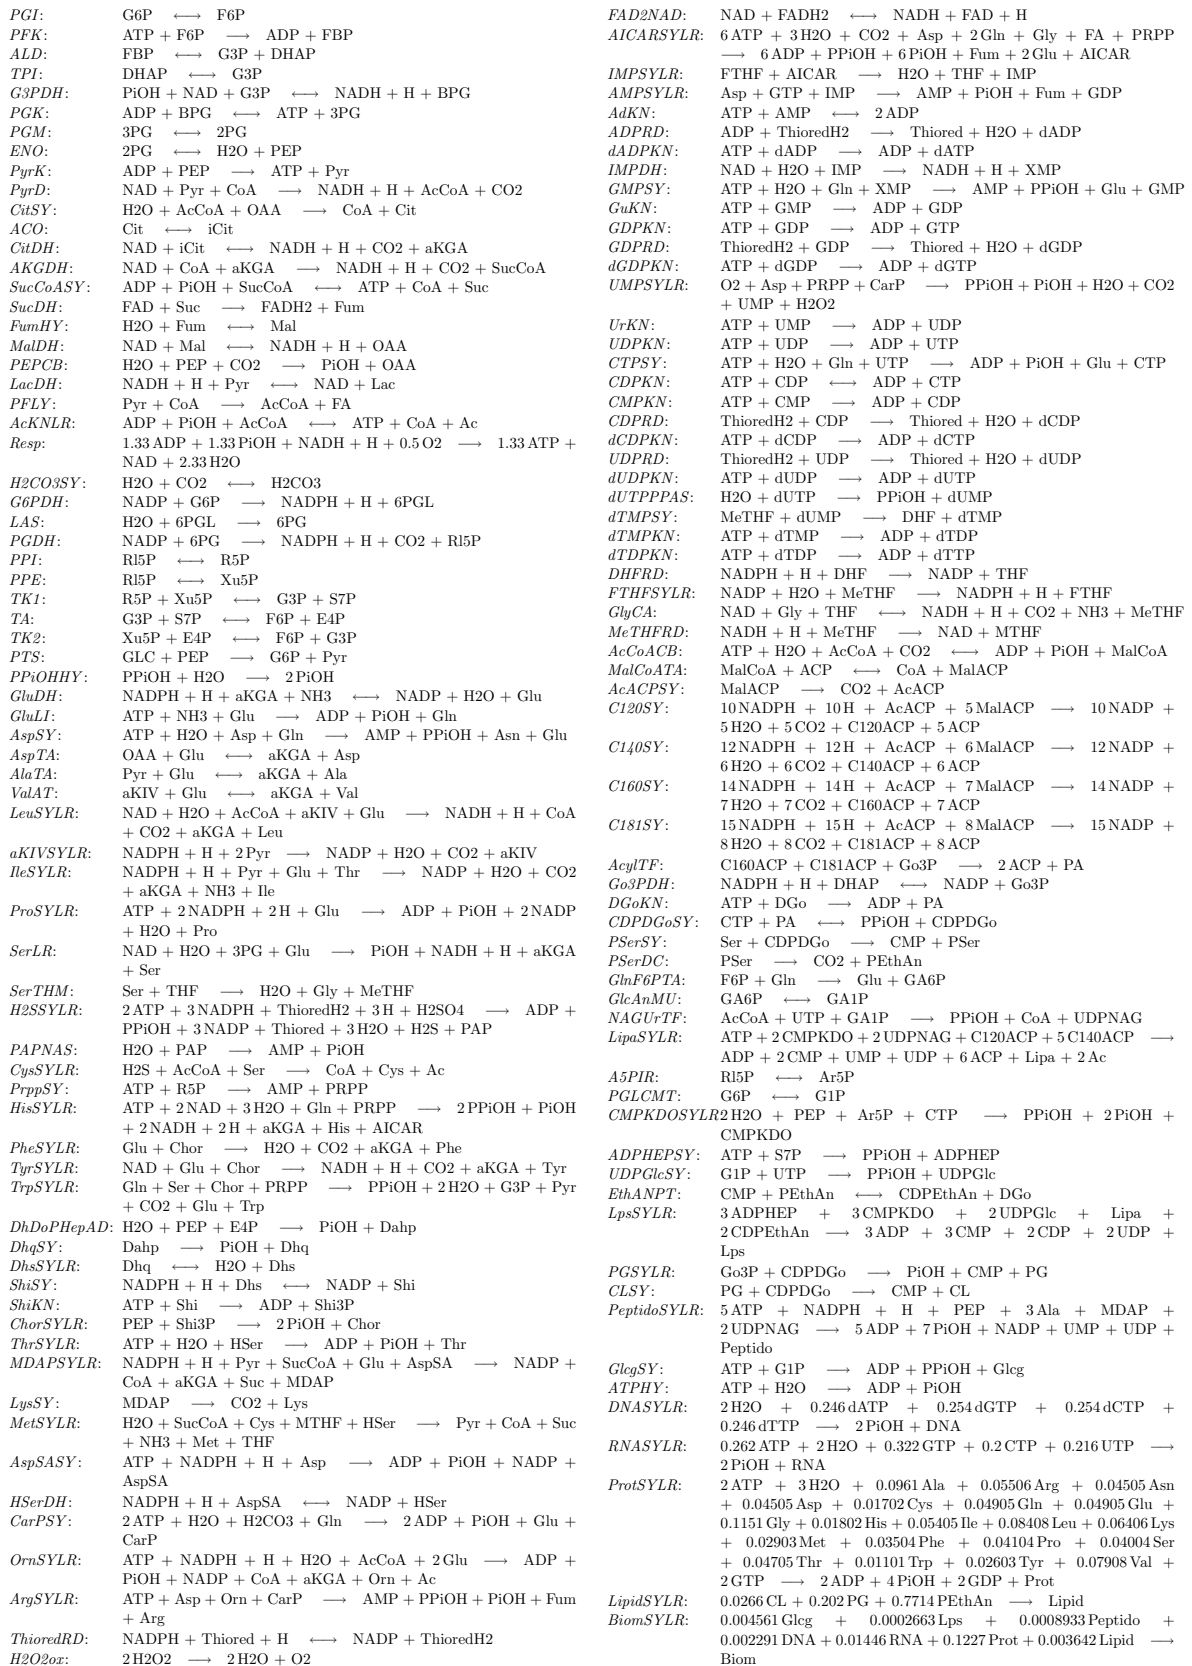 PGI: G6P ⟷ F6P
PFK: ATP + F6P ⟶ ADP + FBP
ALD: FBP ⟷ G3P + DHAP
TPI: DHAP ⟷ G3P
G3PDH: PiOH + NAD + G3P ⟷ NADH + H + BPG
PGK: ADP + BPG ⟷ ATP + 3PG
PGM: 3PG ⟷ 2PG
ENO: 2PG ⟷ H2O + PEP
PyrK: ADP + PEP ⟶ ATP + Pyr
PyrD: NAD + Pyr + CoA ⟶ NADH + H + AcCoA + CO2
CitSY: H2O + AcCoA + OAA ⟶ CoA + Cit
ACO: Cit ⟷ iCit
CitDH: NAD + iCit ⟷ NADH + H + CO2 + aKGA
AKGDH: NAD + CoA + aKGA ⟶ NADH + H + CO2 + SucCoA
SucCoASY: ADP + PiOH + SucCoA ⟷ ATP + CoA + Suc
SucDH: FAD + Suc ⟶ FADH2 + Fum
FumHY: H2O + Fum ⟷ Mal
MalDH: NAD + Mal ⟷ NADH + H + OAA
PEPCB: H2O + PEP + CO2 ⟶ PiOH + OAA
LacDH: NADH + H + Pyr ⟷ NAD + Lac
PFLY: Pyr + CoA ⟶ AcCoA + FA
AcKNLR: ADP + PiOH + AcCoA ⟷ ATP + CoA + Ac
Resp: 1.33 ADP + 1.33 PiOH + NADH + H + 0.5 O2 ⟶ 1.33 ATP +
NAD + 2.33 H2O
H2CO3SY: H2O + CO2 ⟷ H2CO3
G6PDH: NADP + G6P ⟶ NADPH + H + 6PGL
LAS: H2O + 6PGL ⟶ 6PG
PGDH: NADP + 6PG ⟶ NADPH + H + CO2 + Rl5P
PPI: Rl5P ⟷ R5P
PPE: Rl5P ⟷ Xu5P
TK1: R5P + Xu5P ⟷ G3P + S7P
TA: G3P + S7P ⟷ F6P + E4P
TK2: Xu5P + E4P ⟷ F6P + G3P
PTS: GLC + PEP ⟶ G6P + Pyr
PPiOHHY: PPiOH + H2O ⟶ 2 PiOH
GluDH: NADPH + H + aKGA + NH3 ⟷ NADP + H2O + Glu
GluLI: ATP + NH3 + Glu ⟶ ADP + PiOH + Gln
AspSY: ATP + H2O + Asp + Gln ⟶ AMP + PPiOH + Asn + Glu
AspTA: OAA + Glu ⟷ aKGA + Asp
AlaTA: Pyr + Glu ⟷ aKGA + Ala
ValAT: aKIV + Glu ⟷ aKGA + Val
LeuSYLR: NAD + H2O + AcCoA + aKIV + Glu ⟶ NADH + H + CoA
+ CO2 + aKGA + Leu
aKIVSYLR: NADPH + H + 2 Pyr ⟶ NADP + H2O + CO2 + aKIV
IleSYLR: NADPH + H + Pyr + Glu + Thr ⟶ NADP + H2O + CO2
+ aKGA + NH3 + Ile
ProSYLR: ATP + 2 NADPH + 2 H + Glu ⟶ ADP + PiOH + 2 NADP
+ H2O + Pro
SerLR: NAD + H2O + 3PG + Glu ⟶ PiOH + NADH + H + aKGA
+ Ser
SerTHM: Ser + THF ⟶ H2O + Gly + MeTHF
H2SSYLR: 2 ATP + 3 NADPH + ThioredH2 + 3 H + H2SO4 ⟶ ADP +
PPiOH + 3 NADP + Thiored + 3 H2O + H2S + PAP
PAPNAS: H2O + PAP ⟶ AMP + PiOH
CysSYLR: H2S + AcCoA + Ser ⟶ CoA + Cys + Ac
PrppSY: ATP + R5P ⟶ AMP + PRPP
HisSYLR: ATP + 2 NAD + 3 H2O + Gln + PRPP ⟶ 2 PPiOH + PiOH
+ 2 NADH + 2 H + aKGA + His + AICAR
PheSYLR: Glu + Chor ⟶ H2O + CO2 + aKGA + Phe
TyrSYLR: NAD + Glu + Chor ⟶ NADH + H + CO2 + aKGA + Tyr
TrpSYLR: Gln + Ser + Chor + PRPP ⟶ PPiOH + 2 H2O + G3P + Pyr
+ CO2 + Glu + Trp
DhDoPHepAD: H2O + PEP + E4P ⟶ PiOH + Dahp
DhqSY: Dahp ⟶ PiOH + Dhq
DhsSYLR: Dhq ⟷ H2O + Dhs
ShiSY: NADPH + H + Dhs ⟷ NADP + Shi
ShiKN: ATP + Shi ⟶ ADP + Shi3P
ChorSYLR: PEP + Shi3P ⟶ 2 PiOH + Chor
ThrSYLR: ATP + H2O + HSer ⟶ ADP + PiOH + Thr
MDAPSYLR: NADPH + H + Pyr + SucCoA + Glu + AspSA ⟶ NADP +
CoA + aKGA + Suc + MDAP
LysSY: MDAP ⟶ CO2 + Lys
MetSYLR: H2O + SucCoA + Cys + MTHF + HSer ⟶ Pyr + CoA + Suc
+ NH3 + Met + THF
AspSASY: ATP + NADPH + H + Asp ⟶ ADP + PiOH + NADP +
AspSA
HSerDH: NADPH + H + AspSA ⟷ NADP + HSer
CarPSY: 2 ATP + H2O + H2CO3 + Gln ⟶ 2 ADP + PiOH + Glu +
CarP
OrnSYLR: ATP + NADPH + H + H2O + AcCoA + 2 Glu ⟶ ADP +
PiOH + NADP + CoA + aKGA + Orn + Ac
ArgSYLR: ATP + Asp + Orn + CarP ⟶ AMP + PPiOH + PiOH + Fum
+ Arg
ThioredRD: NADPH + Thiored + H ⟷ NADP + ThioredH2
H2O2ox: 2 H2O2 ⟶ 2 H2O + O2
FAD2NAD: NAD + FADH2 ⟷ NADH + FAD + H
AICARSYLR: 6 ATP + 3 H2O + CO2 + Asp + 2 Gln + Gly + FA + PRPP
⟶ 6 ADP + PPiOH + 6 PiOH + Fum + 2 Glu + AICAR
IMPSYLR: FTHF + AICAR ⟶ H2O + THF + IMP
AMPSYLR: Asp + GTP + IMP ⟶ AMP + PiOH + Fum + GDP
AdKN: ATP + AMP ⟷ 2 ADP
ADPRD: ADP + ThioredH2 ⟶ Thiored + H2O + dADP
dADPKN: ATP + dADP ⟶ ADP + dATP
IMPDH: NAD + H2O + IMP ⟶ NADH + H + XMP
GMPSY: ATP + H2O + Gln + XMP ⟶ AMP + PPiOH + Glu + GMP
GuKN: ATP + GMP ⟶ ADP + GDP
GDPKN: ATP + GDP ⟶ ADP + GTP
GDPRD: ThioredH2 + GDP ⟶ Thiored + H2O + dGDP
dGDPKN: ATP + dGDP ⟶ ADP + dGTP
UMPSYLR: O2 + Asp + PRPP + CarP ⟶ PPiOH + PiOH + H2O + CO2
+ UMP + H2O2
UrKN: ATP + UMP ⟶ ADP + UDP
UDPKN: ATP + UDP ⟶ ADP + UTP
CTPSY: ATP + H2O + Gln + UTP ⟶ ADP + PiOH + Glu + CTP
CDPKN: ATP + CDP ⟷ ADP + CTP
CMPKN: ATP + CMP ⟶ ADP + CDP
CDPRD: ThioredH2 + CDP ⟶ Thiored + H2O + dCDP
dCDPKN: ATP + dCDP ⟶ ADP + dCTP
UDPRD: ThioredH2 + UDP ⟶ Thiored + H2O + dUDP
dUDPKN: ATP + dUDP ⟶ ADP + dUTP
dUTPPPAS: H2O + dUTP ⟶ PPiOH + dUMP
dTMPSY: MeTHF + dUMP ⟶ DHF + dTMP
dTMPKN: ATP + dTMP ⟶ ADP + dTDP
dTDPKN: ATP + dTDP ⟶ ADP + dTTP
DHFRD: NADPH + H + DHF ⟶ NADP + THF
FTHFSYLR: NADP + H2O + MeTHF ⟶ NADPH + H + FTHF
GlyCA: NAD + Gly + THF ⟷ NADH + H + CO2 + NH3 + MeTHF
MeTHFRD: NADH + H + MeTHF ⟶ NAD + MTHF
AcCoACB: ATP + H2O + AcCoA + CO2 ⟷ ADP + PiOH + MalCoA
MalCoATA: MalCoA + ACP ⟷ CoA + MalACP
AcACPSY: MalACP ⟶ CO2 + AcACP
C120SY: 10 NADPH + 10 H + AcACP + 5 MalACP ⟶ 10 NADP +
5 H2O + 5 CO2 + C120ACP + 5 ACP
C140SY: 12 NADPH + 12 H + AcACP + 6 MalACP ⟶ 12 NADP +
6 H2O + 6 CO2 + C140ACP + 6 ACP
C160SY: 14 NADPH + 14 H + AcACP + 7 MalACP ⟶ 14 NADP +
7 H2O + 7 CO2 + C160ACP + 7 ACP
C181SY: 15 NADPH + 15 H + AcACP + 8 MalACP ⟶ 15 NADP +
8 H2O + 8 CO2 + C181ACP + 8 ACP
AcylTF: C160ACP + C181ACP + Go3P ⟶ 2 ACP + PA
Go3PDH: NADPH + H + DHAP ⟷ NADP + Go3P
DGoKN: ATP + DGo ⟶ ADP + PA
CDPDGoSY: CTP + PA ⟷ PPiOH + CDPDGo
PSerSY: Ser + CDPDGo ⟶ CMP + PSer
PSerDC: PSer ⟶ CO2 + PEthAn
GlnF6PTA: F6P + Gln ⟶ Glu + GA6P
GlcAnMU: GA6P ⟷ GA1P
NAGUrTF: AcCoA + UTP + GA1P ⟶ PPiOH + CoA + UDPNAG
LipaSYLR: ATP + 2 CMPKDO + 2 UDPNAG + C120ACP + 5 C140ACP ⟶
ADP + 2 CMP + UMP + UDP + 6 ACP + Lipa + 2 Ac
A5PIR: Rl5P ⟷ Ar5P
PGLCMT: G6P ⟷ G1P
CMPKDOSYLR2 H2O + PEP + Ar5P + CTP ⟶ PPiOH + 2 PiOH +
CMPKDO
ADPHEPSY: ATP + S7P ⟶ PPiOH + ADPHEP
UDPGlcSY: G1P + UTP ⟶ PPiOH + UDPGlc
EthANPT: CMP + PEthAn ⟷ CDPEthAn + DGo
LpsSYLR: 3 ADPHEP + 3 CMPKDO + 2 UDPGlc + Lipa +
2 CDPEthAn ⟶ 3 ADP + 3 CMP + 2 CDP + 2 UDP +
Lps
PGSYLR: Go3P + CDPDGo ⟶ PiOH + CMP + PG
CLSY: PG + CDPDGo ⟶ CMP + CL
PeptidoSYLR: 5 ATP + NADPH + H + PEP + 3 Ala + MDAP +
2 UDPNAG ⟶ 5 ADP + 7 PiOH + NADP + UMP + UDP +
Peptido
GlcgSY: ATP + G1P ⟶ ADP + PPiOH + Glcg
ATPHY: ATP + H2O ⟶ ADP + PiOH
DNASYLR: 2 H2O + 0.246 dATP + 0.254 dGTP + 0.254 dCTP +
0.246 dTTP ⟶ 2 PiOH + DNA
RNASYLR: 0.262 ATP + 2 H2O + 0.322 GTP + 0.2 CTP + 0.216 UTP ⟶
2 PiOH + RNA
ProtSYLR: 2 ATP + 3 H2O + 0.0961 Ala + 0.05506 Arg + 0.04505 Asn
+ 0.04505 Asp + 0.01702 Cys + 0.04905 Gln + 0.04905 Glu +
0.1151 Gly + 0.01802 His + 0.05405 Ile + 0.08408 Leu + 0.06406 Lys
+ 0.02903 Met + 0.03504 Phe + 0.04104 Pro + 0.04004 Ser
+ 0.04705 Thr + 0.01101 Trp + 0.02603 Tyr + 0.07908 Val +
2 GTP ⟶ 2 ADP + 4 PiOH + 2 GDP + Prot
LipidSYLR: 0.0266 CL + 0.202 PG + 0.7714 PEthAn ⟶ Lipid
BiomSYLR: 0.004561 Glcg + 0.0002663 Lps + 0.0008933 Peptido +
0.002291 DNA + 0.01446 RNA + 0.1227 Prot + 0.003642 Lipid ⟶
Biom